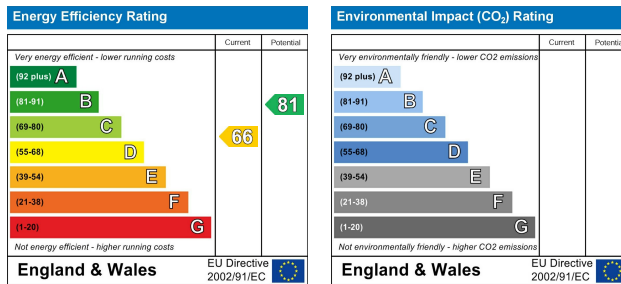 Energy Efficiency Rating
Current Potential
Very energy efficient - lower running costs
(92 plus) A
(81-91) B
81
(69-80) C
66
(55-68) D
(39-54) E
(21-38) F
(1-20) G
Not energy efficient - higher running costs
England & Wales
EU Directive
2002/91/EC
Environmental Impact (CO₂) Rating
Current Potentia
Very environmentally friendly - lower CO2 emissions
(92 plus) A
(81-91) B
(69-80) C
(55-68) D
(39-54) E
(21-38) F
(1-20) G
Not environmentally friendly - higher CO2 emissions
England & Wales
EU Directive
2002/91/EC